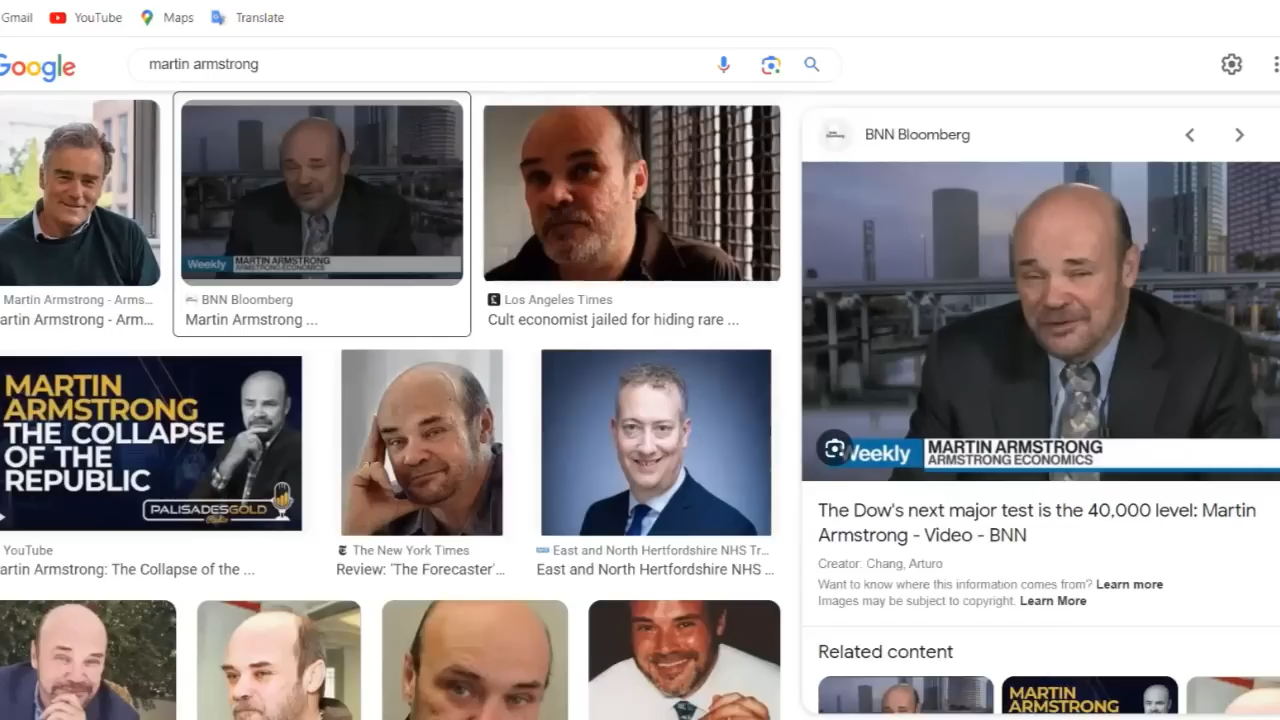 Gmail
YouTube
Maps
Translate
Google
martin armstrong
BNN Bloomberg
Weekly
MARTIN ARMSTRONG
ARMSTRONG ECONOMICS
Martin Armstrong - Arms...
artin Armstrong - Arm...
BNN Bloomberg
Martin Armstrong ...
Los Angeles Times
Cult economist jailed for hiding rare ...
MARTIN
ARMSTRONG
THE COLLAPSE
OF THE
REPUBLIC
PALISADESGOLD
YouTube
artin Armstrong: The Collapse of the ...
The New York Times
Review: 'The Forecaster'...
East and North Hertfordshire NHS Tr...
East and North Hertfordshire NHS ...
Weekly
MARTIN ARMSTRONG
ARMSTRONG ECONOMICS
The Dow's next major test is the 40,000 level: Martin
Armstrong - Video - BNN
Creator: Chang, Arturo
Want to know where this information comes from? Learn more
Images may be subject to copyright. Learn More
Related content
MARTIN
ARMSTRONG